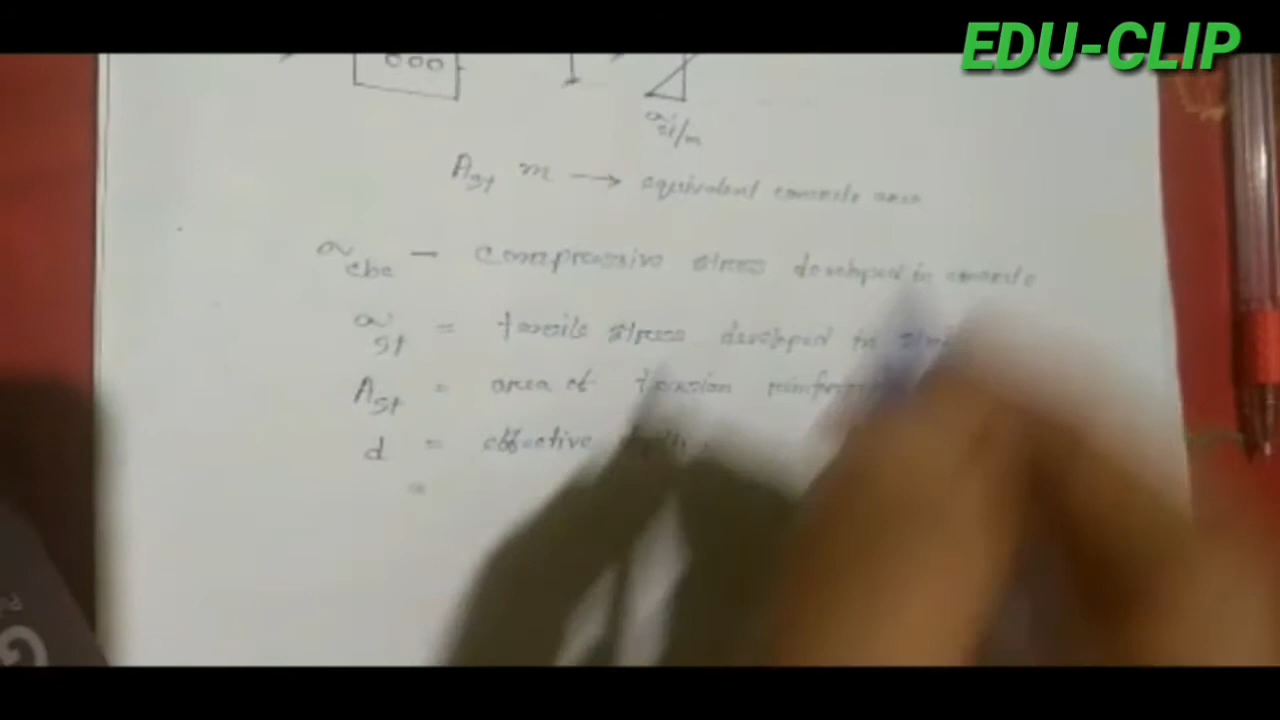 EDU-CLIP
σst/m
Ast m → equivalent concrete area
σcbc — compressive stress developed in concrete
σst = tensile stress developed in
Ast = area of tension
d = effective
=